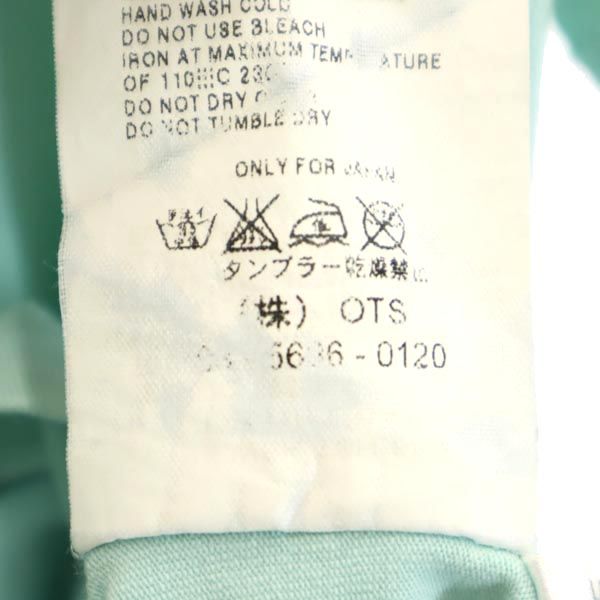 HAND WASH COLD
DO NOT USE BLEACH
IRON AT MAXIMUM TEMPERATURE
OF 110 C
DO NOT DRY
DO NOT TUMBLE DRY
ONLY FOR JAPAN
タンブラー乾燥禁止
(株) OTS
0120